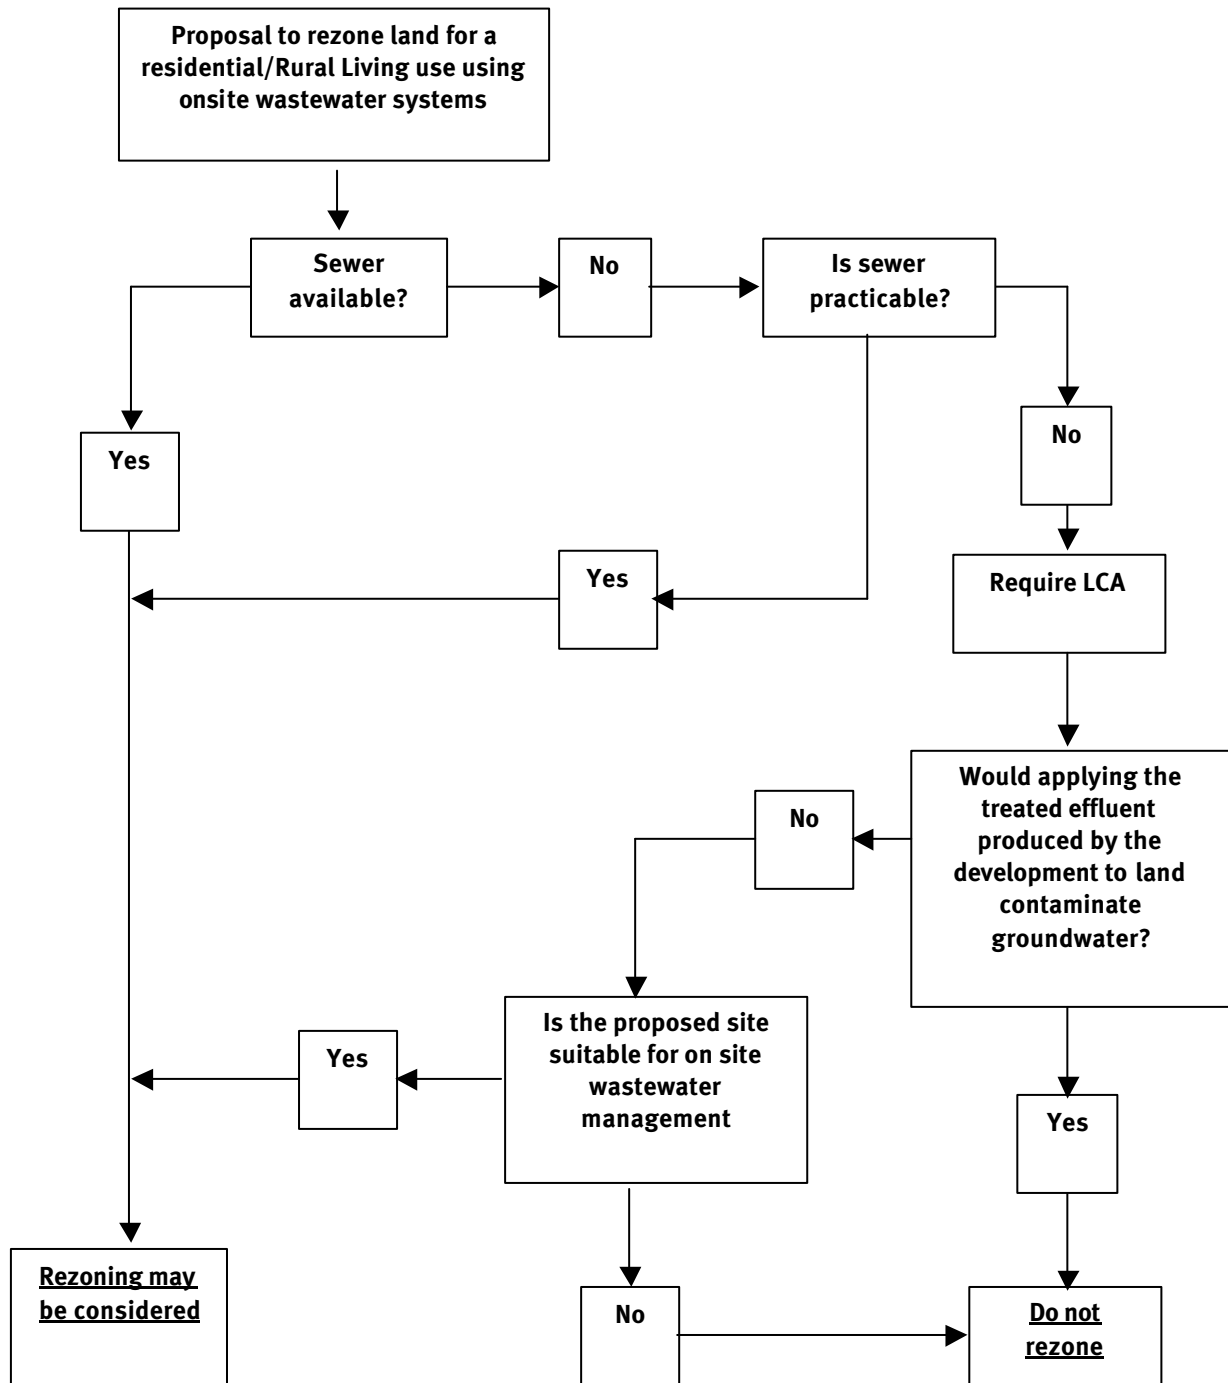 Proposal to rezone land for a
residential/Rural Living use using
onsite wastewater systems
Sewer
available?
No
Is sewer
practicable?
Yes
No
Yes
Require LCA
Would applying the
treated effluent
produced by the
development to land
contaminate
groundwater?
No
Is the proposed site
suitable for on site
wastewater
management
Yes
Yes
Rezoning may
be considered
No
Do not
rezone